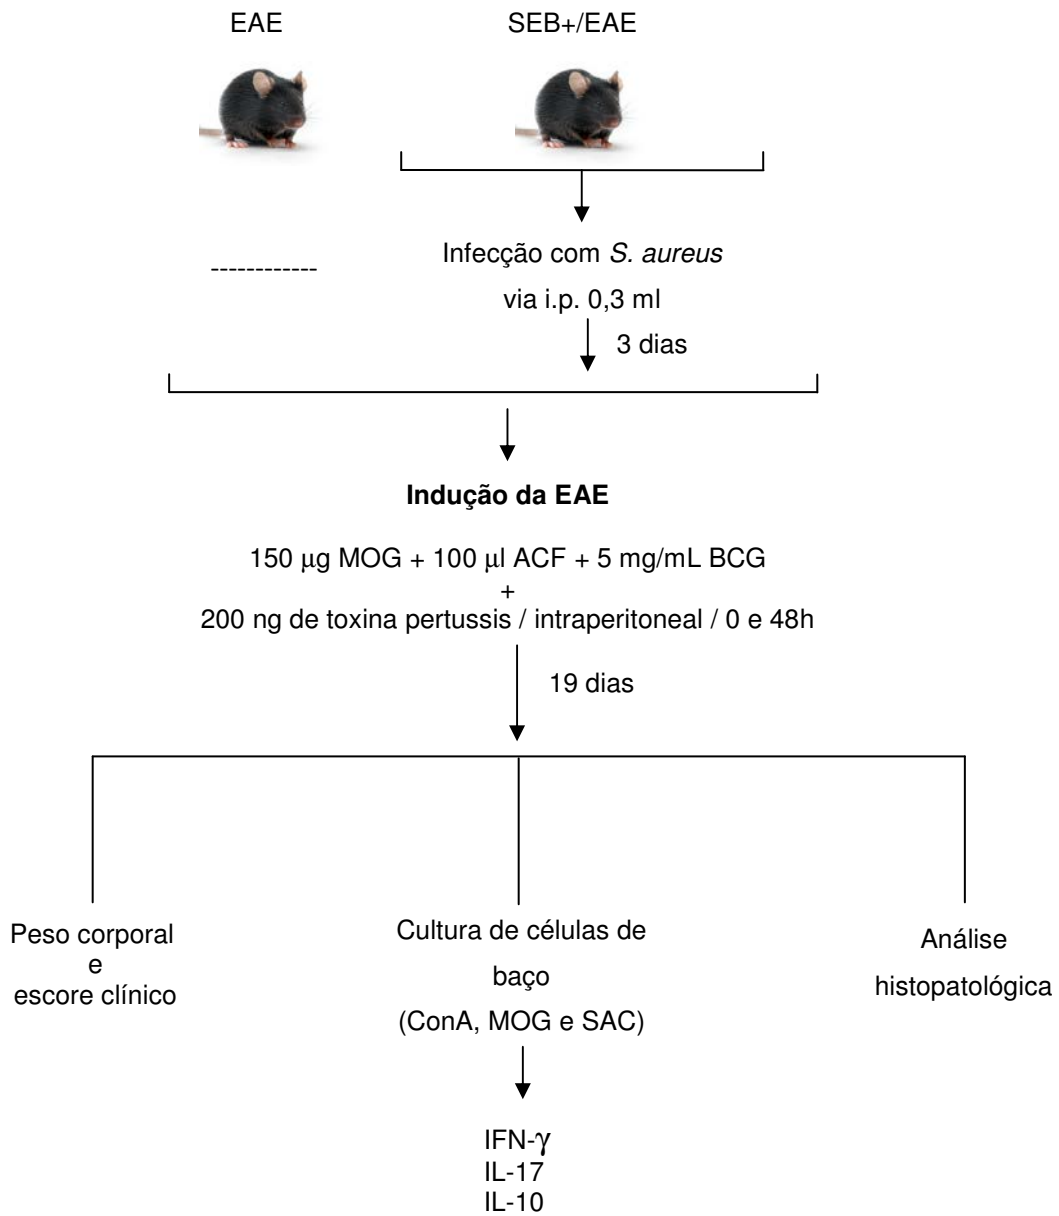 EAE
SEB+/EAE
------------
Infecção com S. aureus
via i.p. 0,3 ml
3 dias
Indução da EAE
150 μg MOG + 100 μl ACF + 5 mg/mL BCG
+
200 ng de toxina pertussis / intraperitoneal / 0 e 48h
19 dias
Peso corporal
e
escore clínico
Cultura de células de
baço
(ConA, MOG e SAC)
Análise
histopatológica
IFN-γ
IL-17
IL-10